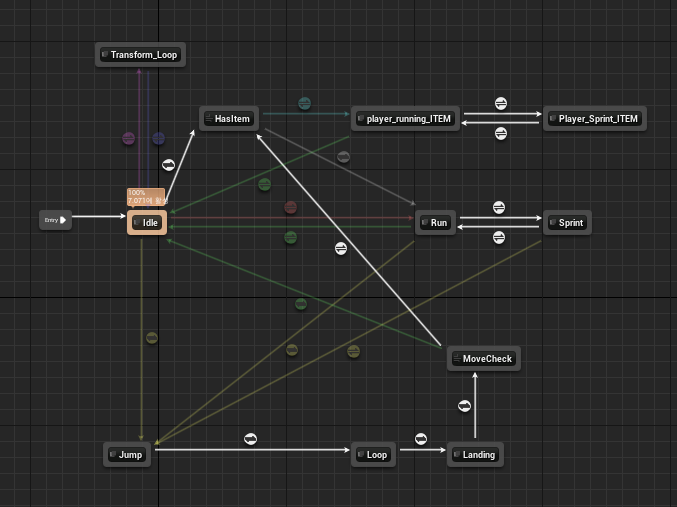 Transform_Loop
HasItem
player_running_ITEM
Player_Sprint_ITEM
100%
Entry
Idle
Run
Sprint
MoveCheck
Jump
Loop
Landing